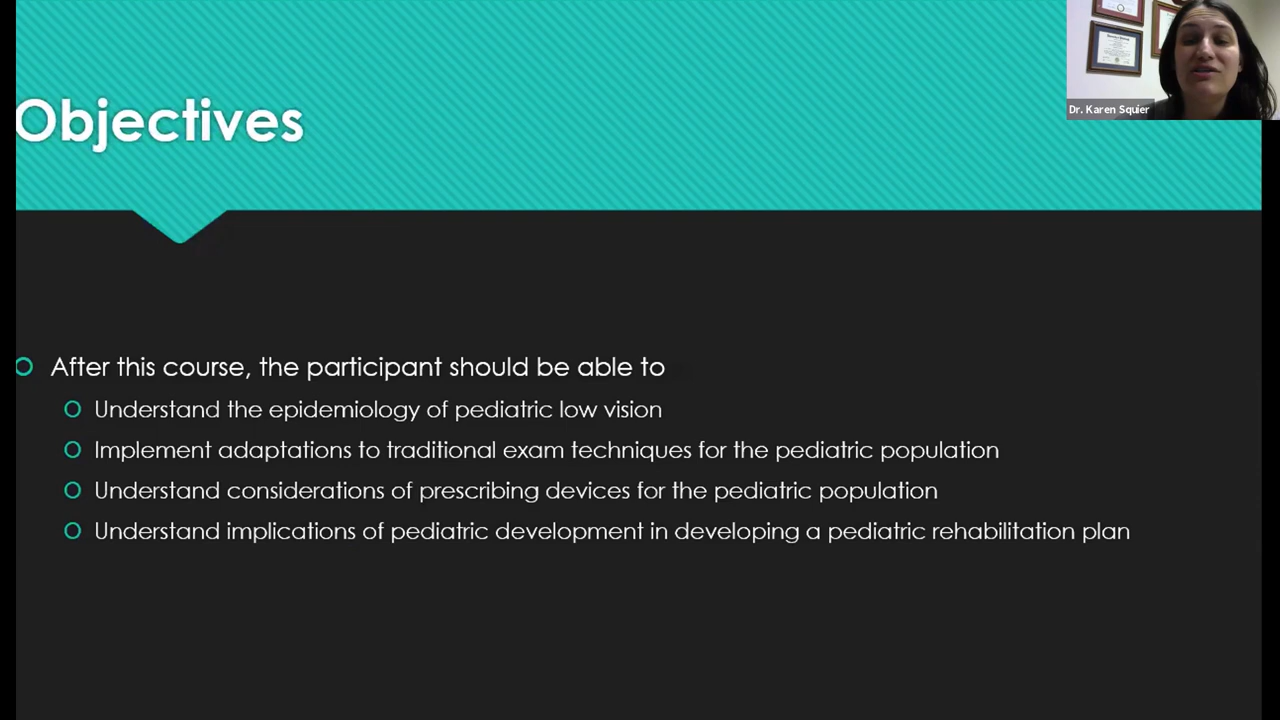 Dr. Karen Squier
Objectives
After this course, the participant should be able to
Understand the epidemiology of pediatric low vision
Implement adaptations to traditional exam techniques for the pediatric population
Understand considerations of prescribing devices for the pediatric population
Understand implications of pediatric development in developing a pediatric rehabilitation plan